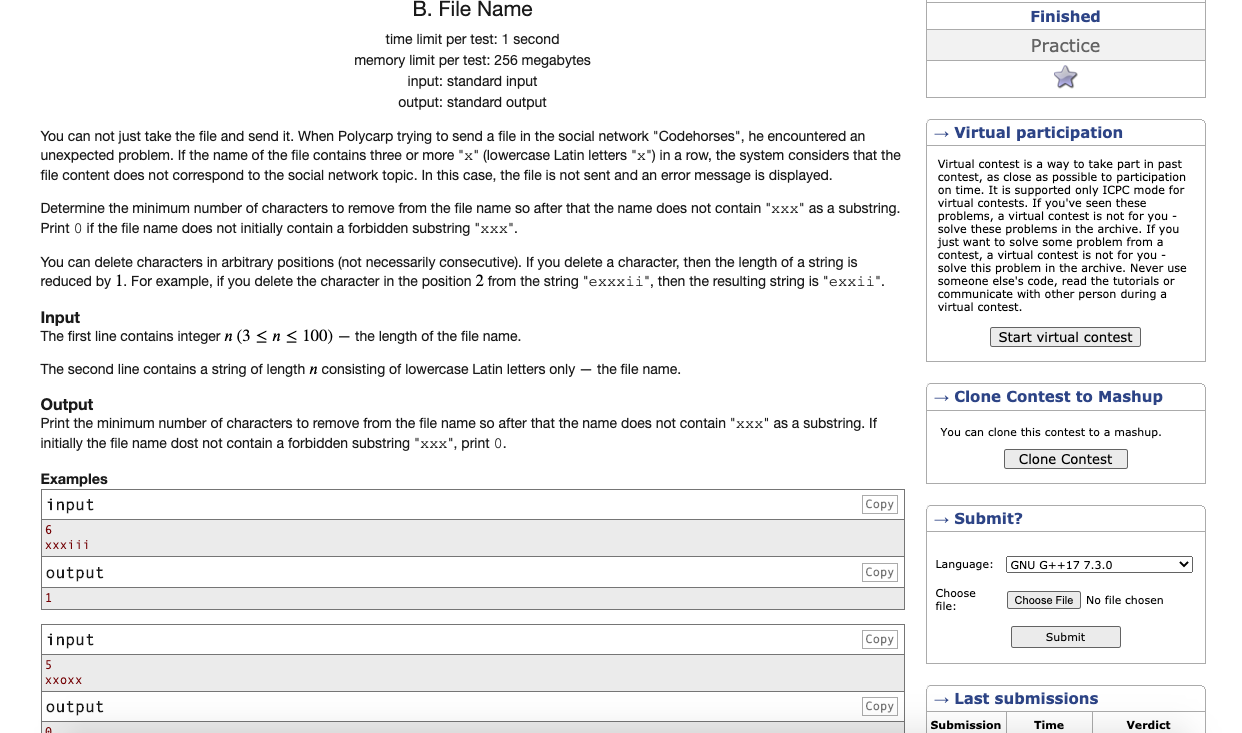 B. File Name
time limit per test: 1 second
memory limit per test: 256 megabytes
input: standard input
output: standard output
You can not just take the file and send it. When Polycarp trying to send a file in the social network "Codehorses", he encountered an
unexpected problem. If the name of the file contains three or more "x" (lowercase Latin letters "x") in a row, the system considers that the
file content does not correspond to the social network topic. In this case, the file is not sent and an error message is displayed.
Determine the minimum number of characters to remove from the file name so after that the name does not contain "xxx" as a substring.
Print 0 if the file name does not initially contain a forbidden substring "xxx".
You can delete characters in arbitrary positions (not necessarily consecutive). If you delete a character, then the length of a string is
reduced by 1. For example, if you delete the character in the position 2 from the string "exxxii", then the resulting string is "exxii".
Input
The first line contains integer n (3 ≤ n ≤ 100) — the length of the file name.
The second line contains a string of length n consisting of lowercase Latin letters only — the file name.
Output
Print the minimum number of characters to remove from the file name so after that the name does not contain "xxx" as a substring. If
initially the file name dost not contain a forbidden substring "xxx", print 0.
Examples
input
Copy
6
xxxiii
output
Copy
1
input
Copy
5
xxoxx
output
Copy
0
Finished
Practice
→ Virtual participation
Virtual contest is a way to take part in past
contest, as close as possible to participation
on time. It is supported only ICPC mode for
virtual contests. If you've seen these
problems, a virtual contest is not for you -
solve these problems in the archive. If you
just want to solve some problem from a
contest, a virtual contest is not for you -
solve this problem in the archive. Never use
someone else's code, read the tutorials or
communicate with other person during a
virtual contest.
Start virtual contest
→ Clone Contest to Mashup
You can clone this contest to a mashup.
Clone Contest
→ Submit?
Language: GNU G++17 7.3.0
Choose
file:
Choose File No file chosen
Submit
→ Last submissions
Submission Time Verdict